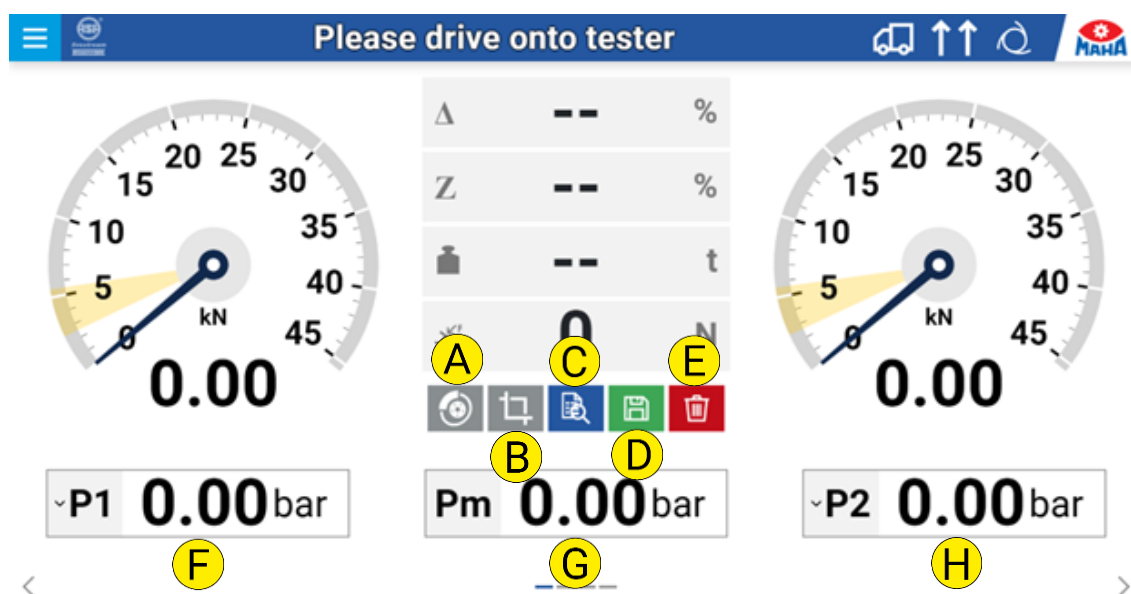 Please drive onto tester
RSP
MAHA
Δ -- %
Z -- %
-- t
0 N
0 5 10 15 20 25 30 35 40 45
kN
0.00
0 5 10 15 20 25 30 35 40 45
kN
0.00
A
B
C
D
E
P1 0.00 bar
Pm 0.00 bar
P2 0.00 bar
F
G
H